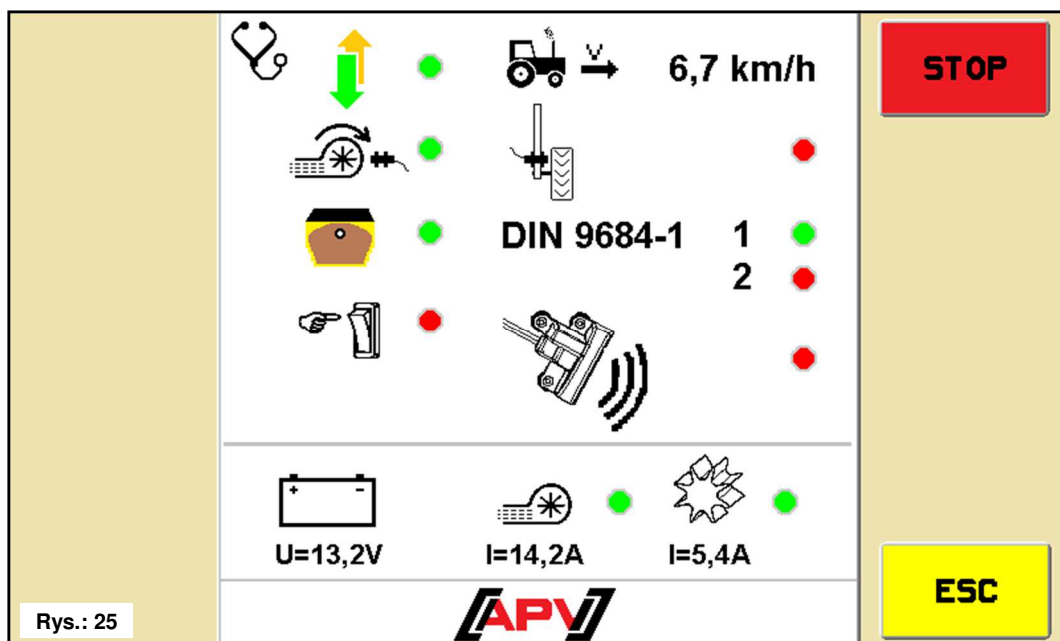 V
6,7 km/h
STOP
DIN 9684-1 1
2
+ -
U=13,2V I=14,2A I=5,4A
APV
ESC
Rys.: 25